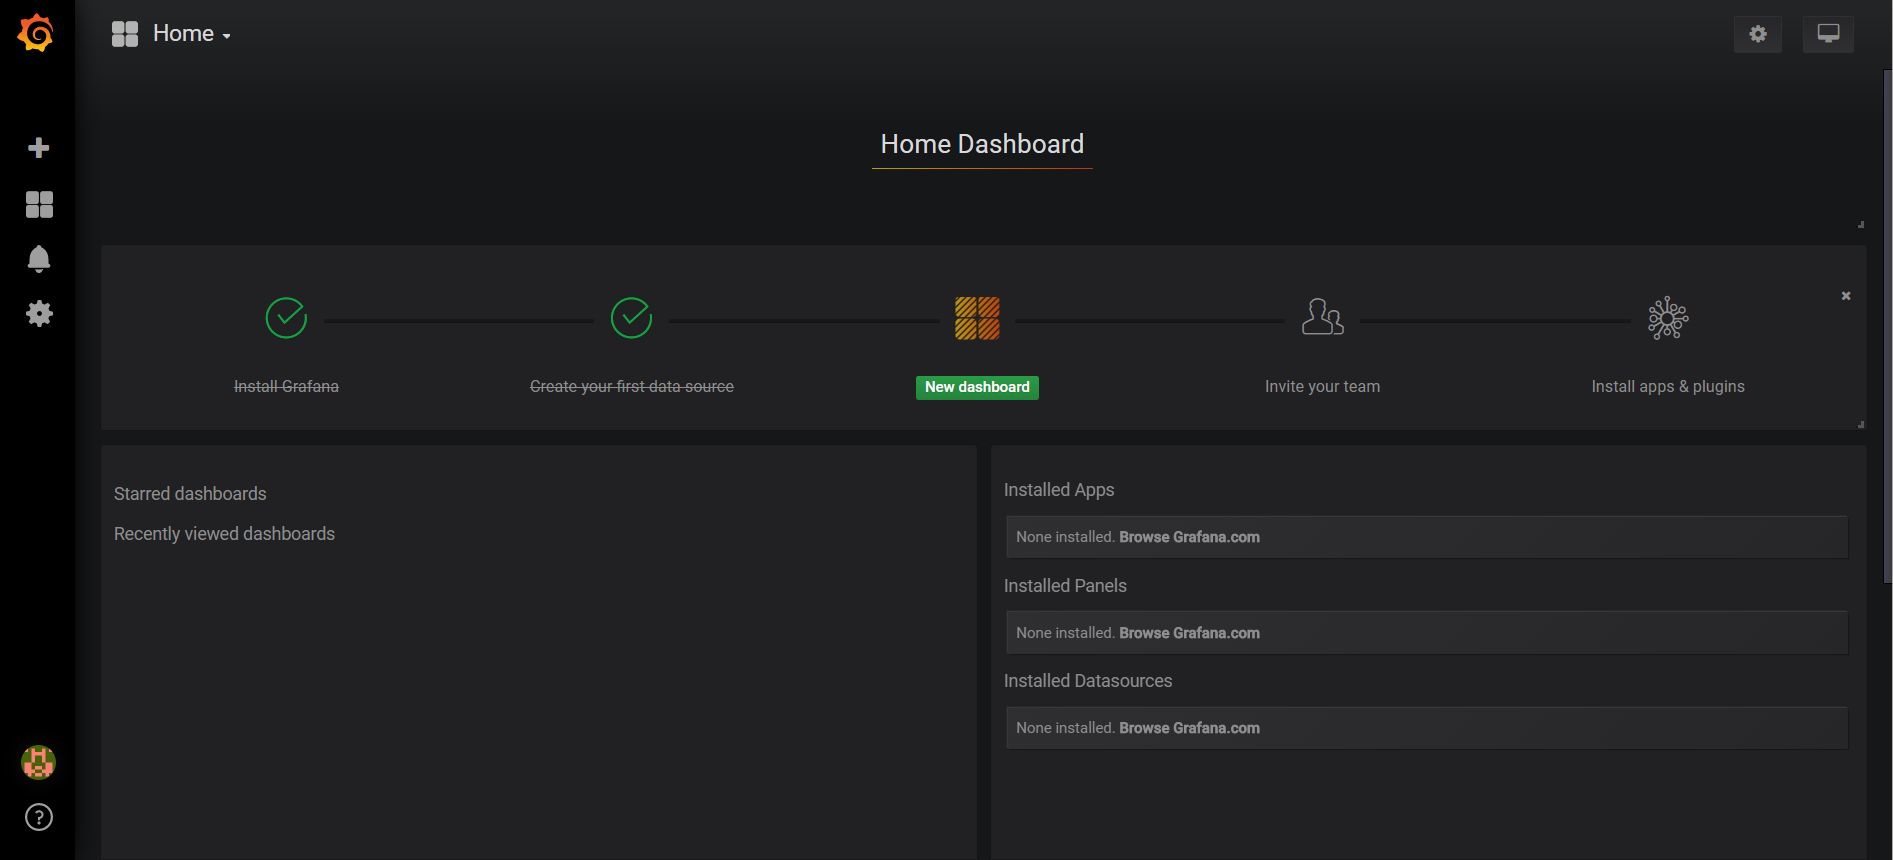 Home
Home Dashboard
Install Grafana
Create your first data source
New dashboard
Invite your team
Install apps & plugins
Starred dashboards
Recently viewed dashboards
Installed Apps
None installed. Browse Grafana.com
Installed Panels
None installed. Browse Grafana.com
Installed Datasources
None installed. Browse Grafana.com